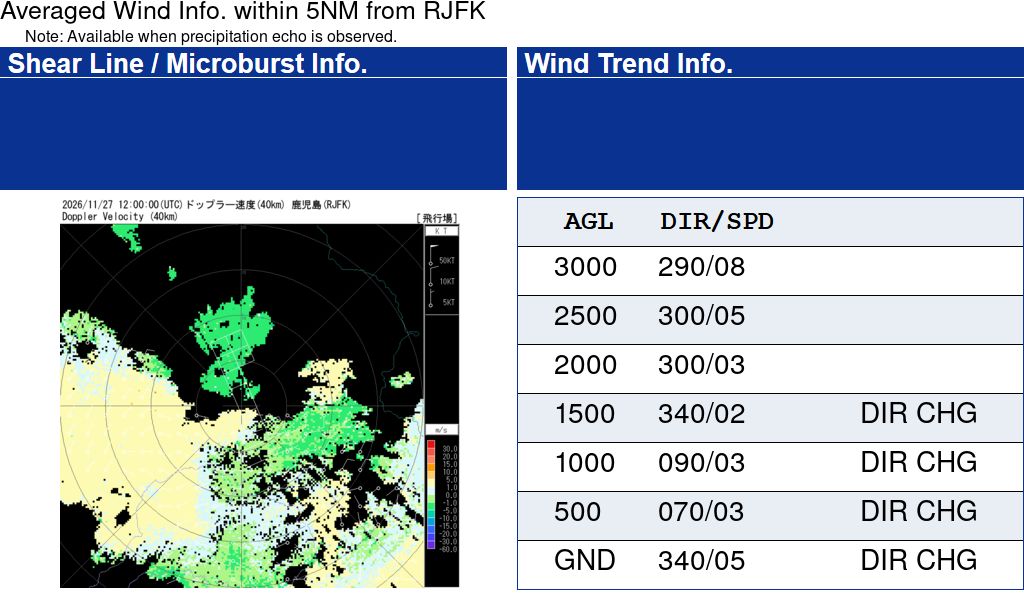 Averaged Wind Info. within 5NM from RJFK
Note: Available when precipitation echo is observed.
Shear Line / Microburst Info.
Wind Trend Info.
2026/11/27 12:00:00(UTC) ドップラー速度(40km) 鹿児島(RJFK)
Doppler Velocity (40km)
[飛行場]
K T
50KT
10KT
5KT
m/s
30.0
20.0
15.0
10.0
5.0
1.0
0.0
-1.0
-5.0
-10.0
-15.0
-20.0
-30.0
-60.0
AGL DIR/SPD
3000 290/08
2500 300/05
2000 300/03
1500 340/02 DIR CHG
1000 090/03 DIR CHG
500 070/03 DIR CHG
GND 340/05 DIR CHG